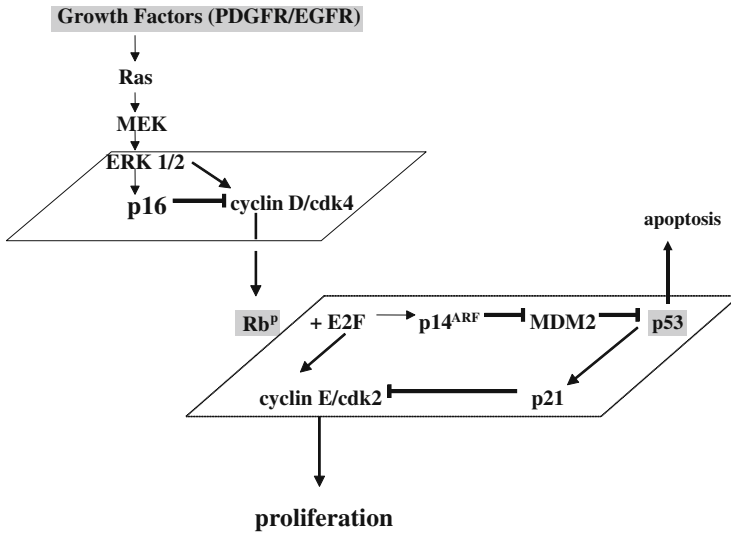 Growth Factors (PDGFR/EGFR)
Ras
MEK
ERK 1/2
p16 cyclin D/cdk4
apoptosis
Rbᵖ + E2F p14ᴬᴿᶠ MDM2 p53
cyclin E/cdk2 p21
proliferation